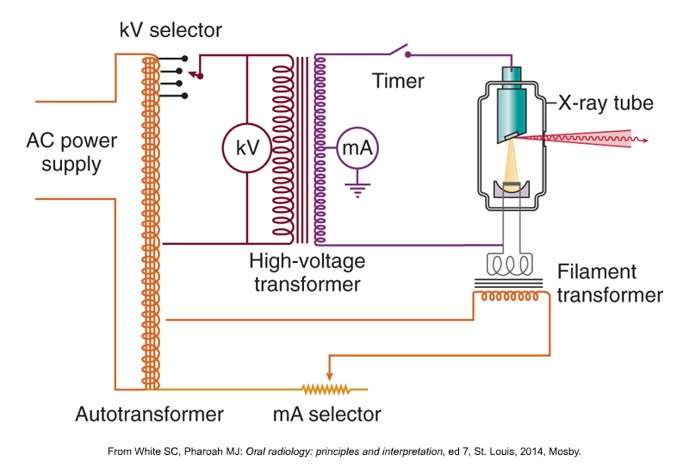 kV selector
Timer
X-ray tube
AC power
supply
kV
mA
High-voltage
transformer
Filament
transformer
Autotransformer
mA selector
From White SC, Pharoah MJ: Oral radiology: principles and interpretation, ed 7, St. Louis, 2014, Mosby.